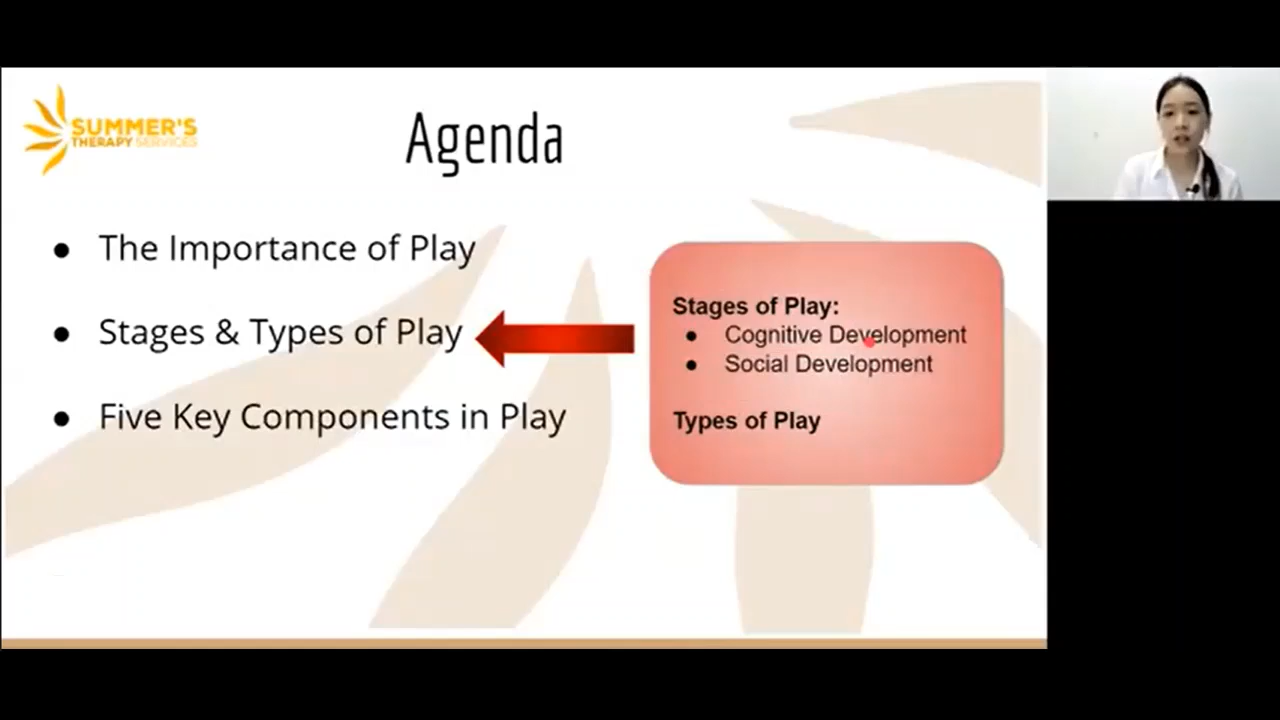 SUMMER'S
THERAPY SERVICES
Agenda
● The Importance of Play
● Stages & Types of Play
● Five Key Components in Play
Stages of Play:
● Cognitive Development
● Social Development
Types of Play